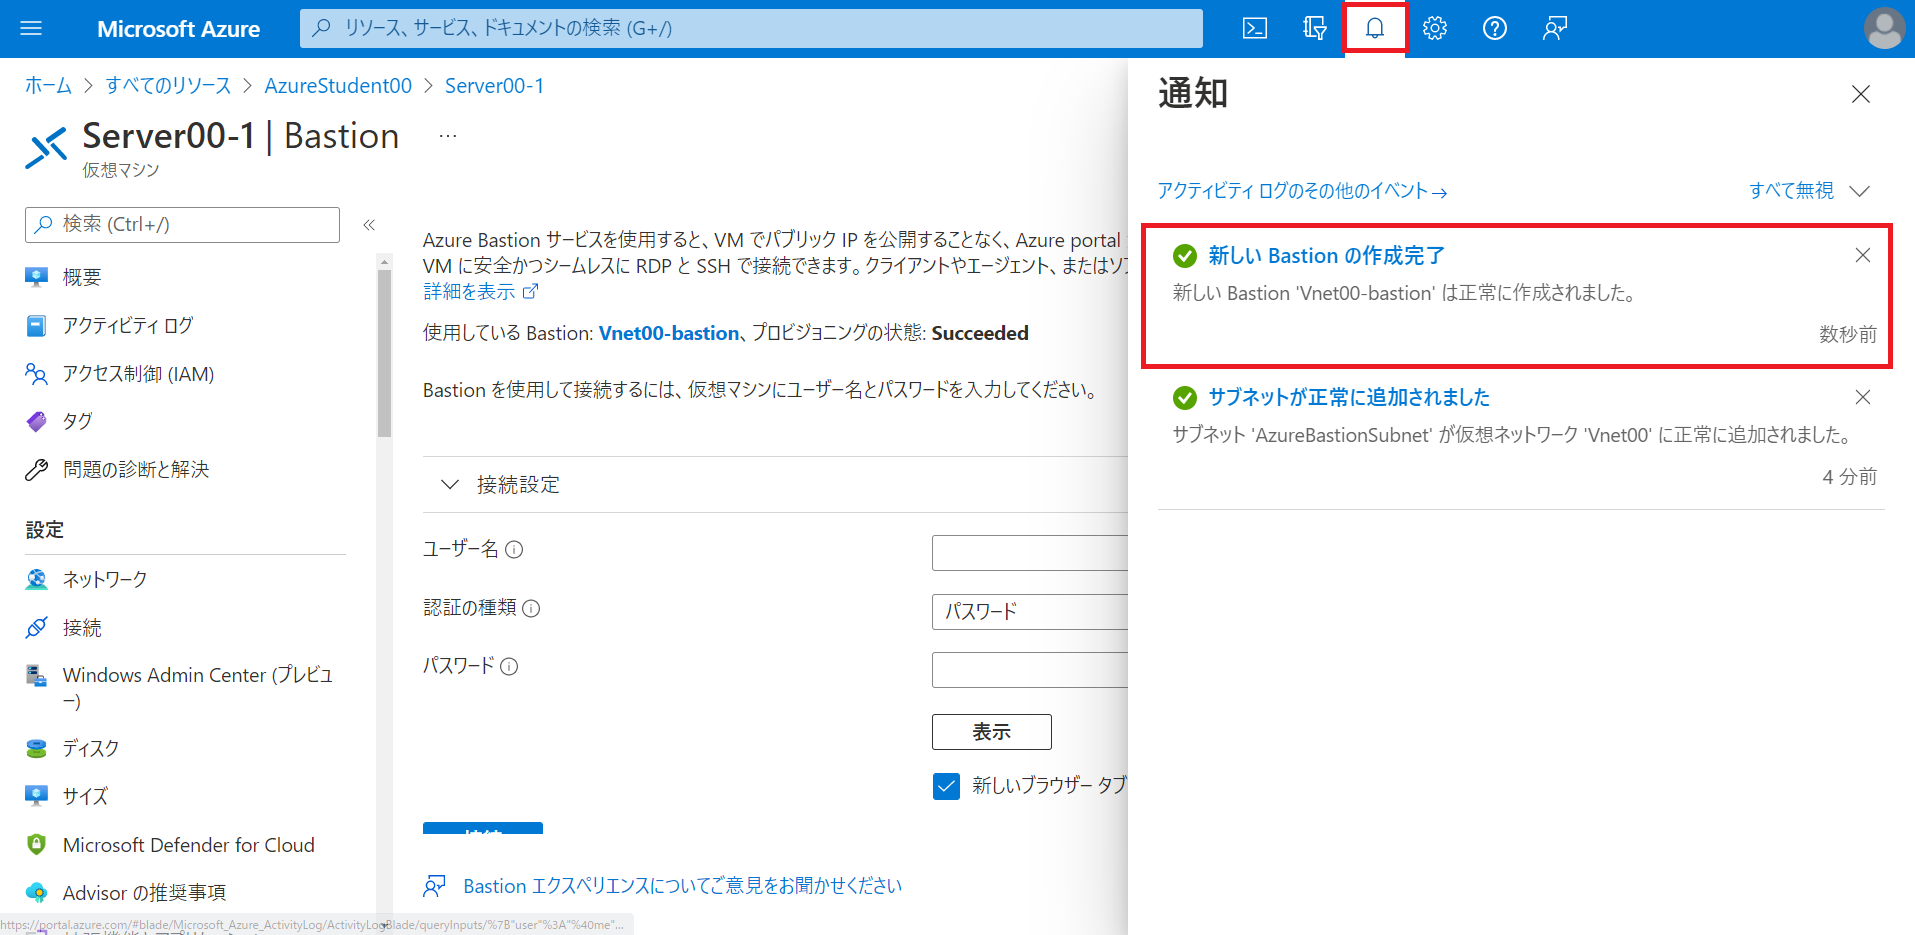 Microsoft Azure
リソース、サービス、ドキュメントの検索 (G+/)
ホーム > すべてのリソース > AzureStudent00 > Server00-1
Server00-1 | Bastion ...
仮想マシン
検索 (Ctrl+/)
«
概要
アクティビティ ログ
アクセス制御 (IAM)
タグ
問題の診断と解決
設定
ネットワーク
接続
Windows Admin Center (プレビュ
ー)
ディスク
サイズ
Microsoft Defender for Cloud
Advisor の推奨事項
https://portal.azure.com/#blade/Microsoft_Azure_ActivityLog/ActivityLogBlade/queryInputs/%7B"user"%3A"%40me"...
Azure Bastion サービスを使用すると、VM でパブリック IP を公開することなく、Azure portal
VM に安全かつシームレスに RDP と SSH で接続できます。クライアントやエージェント、またはソフ
詳細を表示
使用している Bastion: Vnet00-bastion、プロビジョニングの状態: Succeeded
Bastion を使用して接続するには、仮想マシンにユーザー名とパスワードを入力してください。
接続設定
ユーザー名
認証の種類
パスワード
パスワード
表示
新しいブラウザー タブ
接続
Bastion エクスペリエンスについてご意見をお聞かせください
通知
アクティビティ ログのその他のイベント→
すべて無視
新しい Bastion の作成完了
新しい Bastion 'Vnet00-bastion' は正常に作成されました。
数秒前
サブネットが正常に追加されました
サブネット 'AzureBastionSubnet' が仮想ネットワーク 'Vnet00' に正常に追加されました。
4 分前